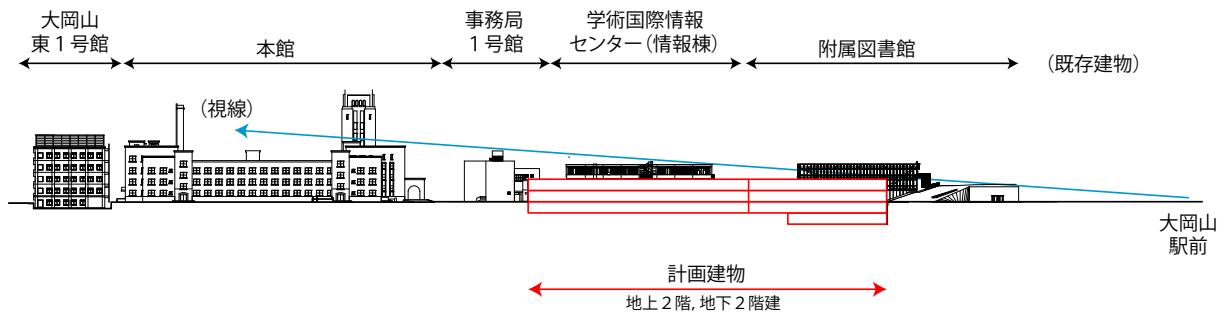 大岡山
東1号館
本館
事務局
1号館
学術国際情報
センター(情報棟)
附属図書館
(既存建物)
(視線)
大岡山
駅前
計画建物
地上2階, 地下2階建